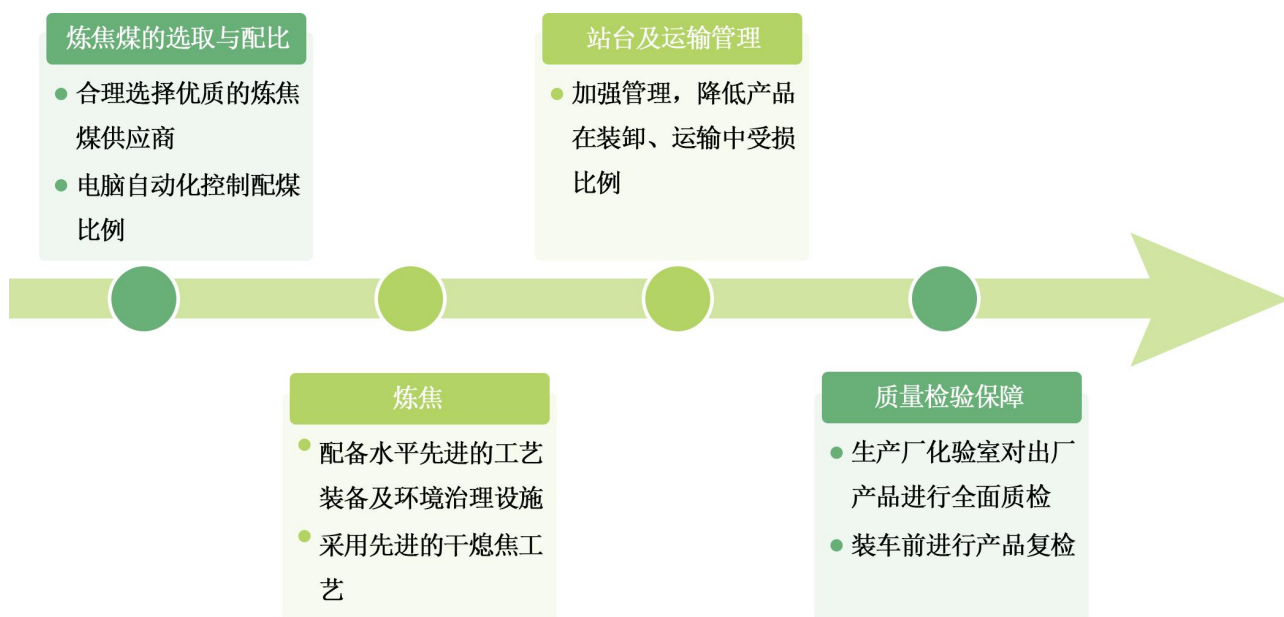 炼焦煤的选取与配比
合理选择优质的炼焦
煤供应商
电脑自动化控制配煤
比例
炼焦
配备水平先进的工艺
装备及环境治理设施
采用先进的干熄焦工
艺
站台及运输管理
加强管理，降低产品
在装卸、运输中受损
比例
质量检验保障
生产厂化验室对出厂
产品进行全面质检
装车前进行产品复检